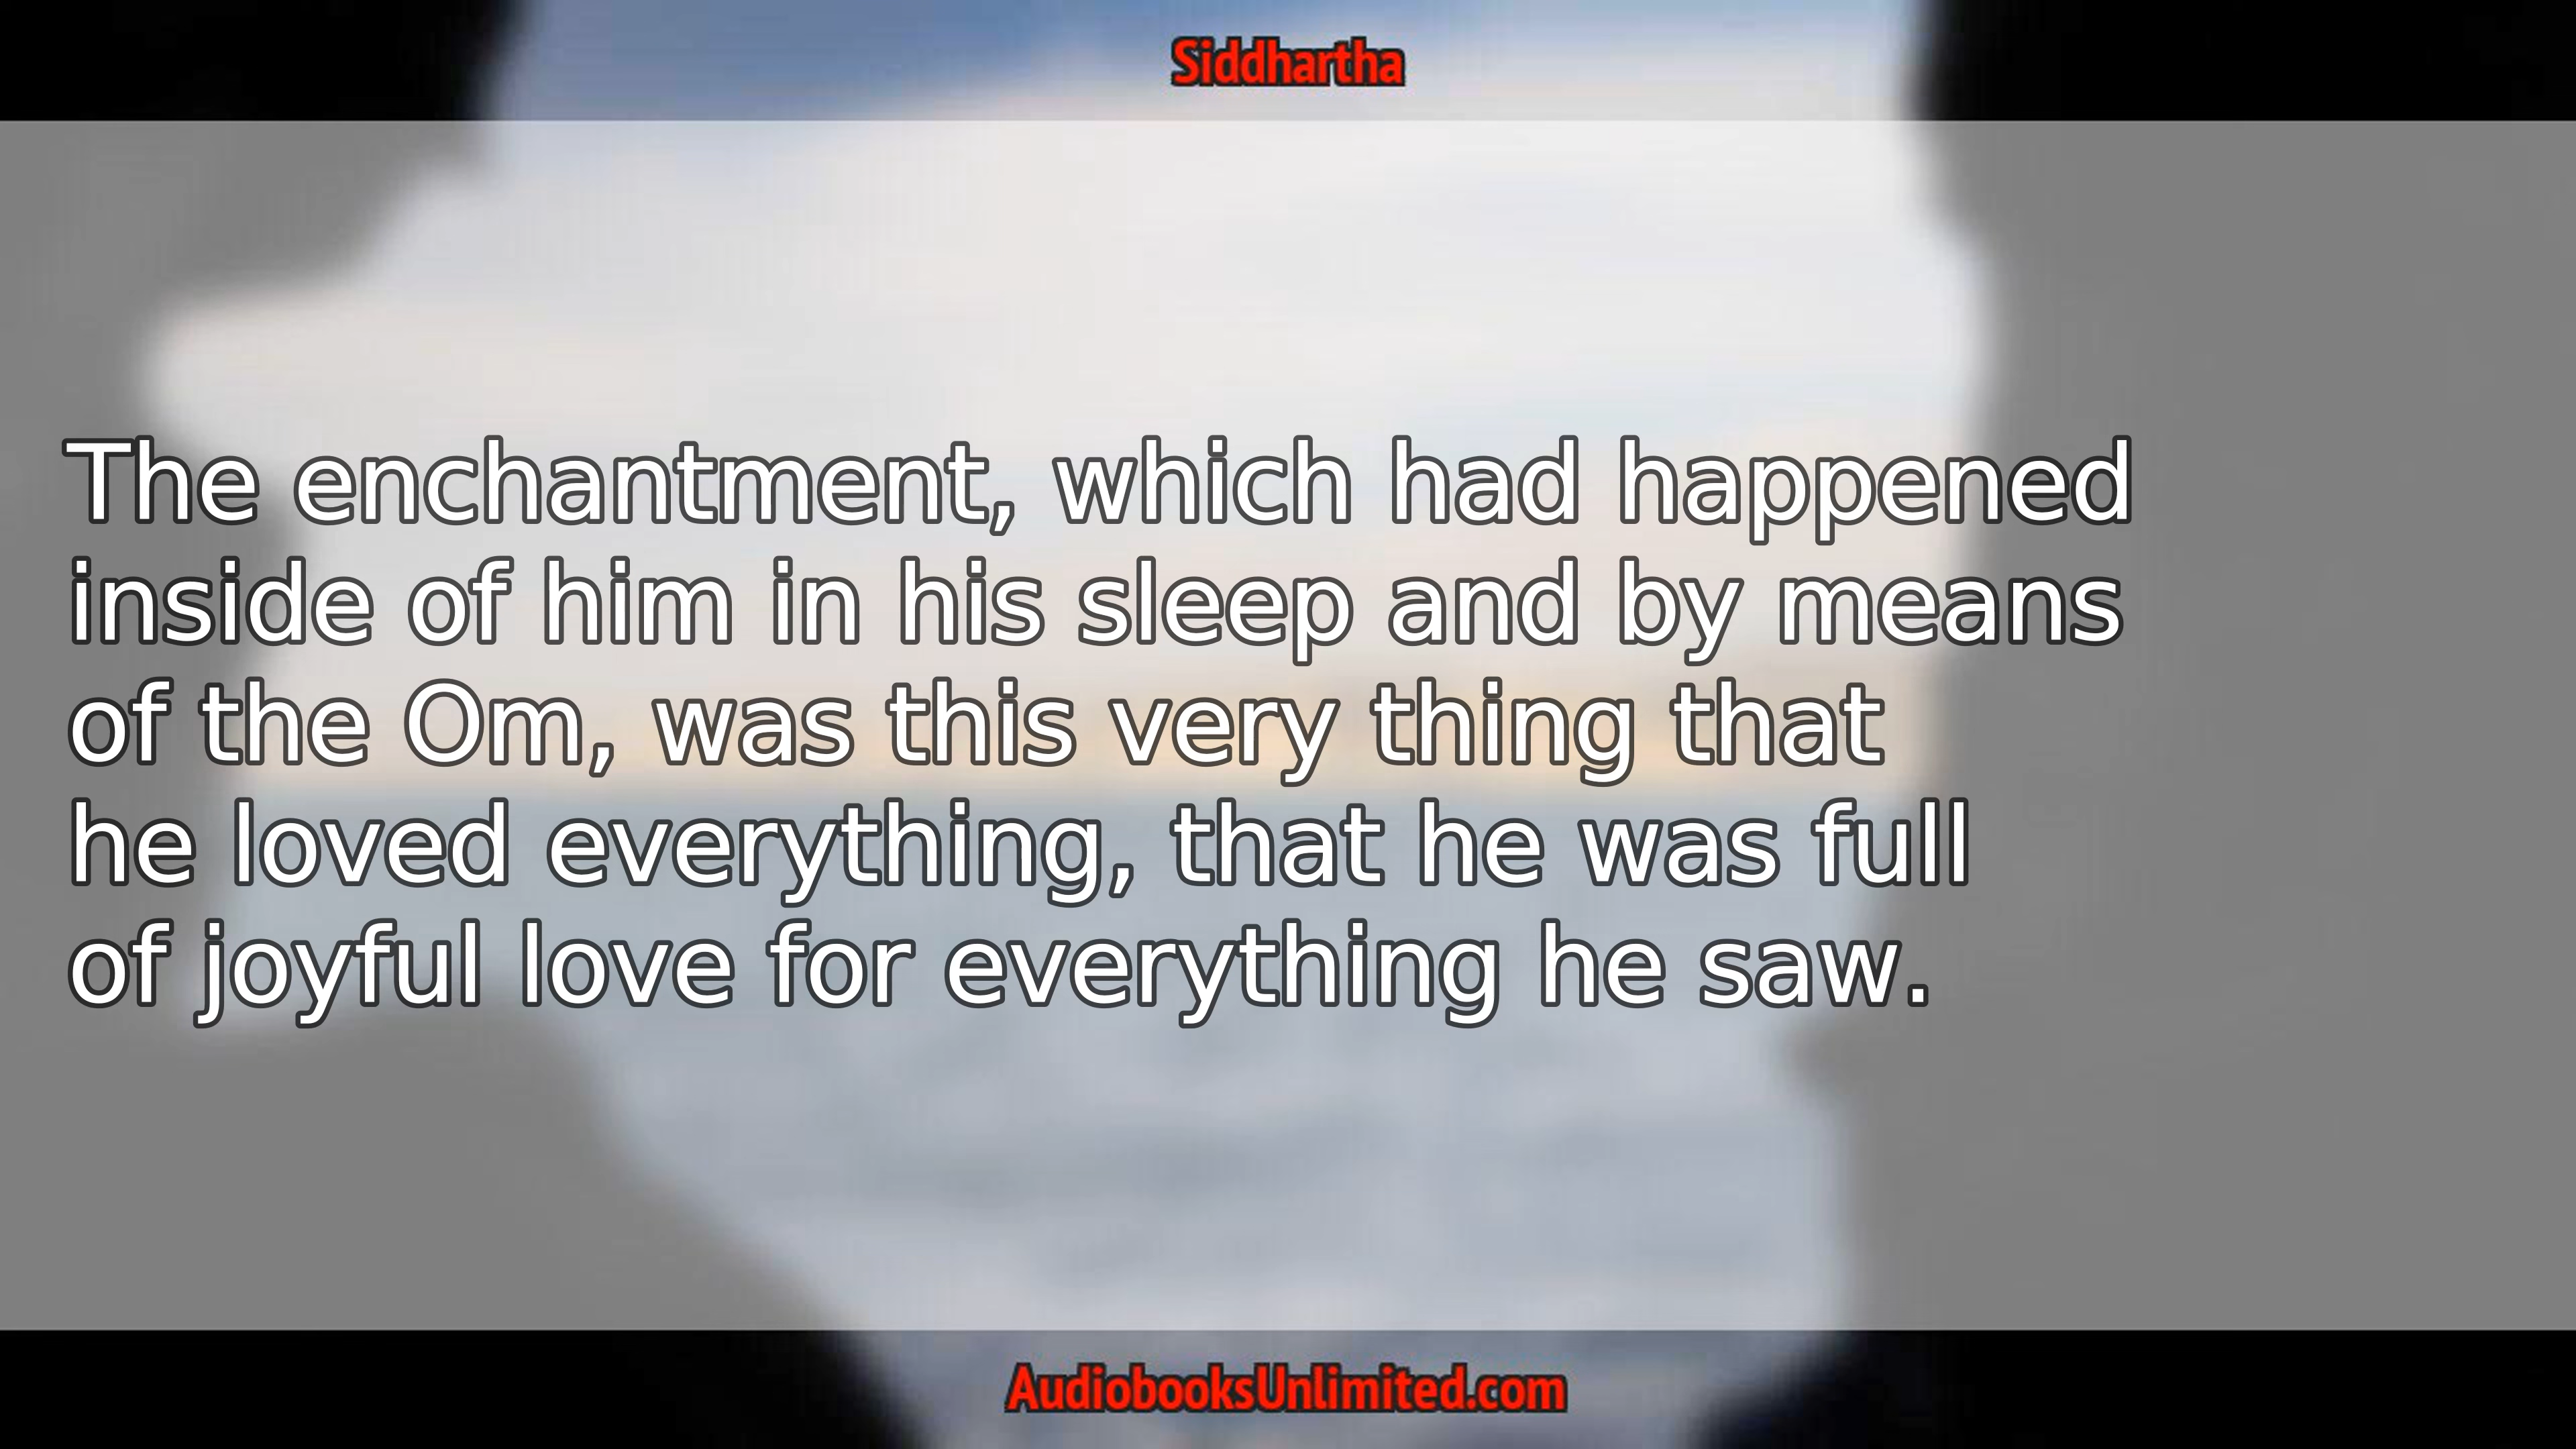 Siddhartha
The enchantment, which had happened
inside of him in his sleep and by means
of the Om, was this very thing that
he loved everything, that he was full
of joyful love for everything he saw.
AudiobooksUnlimited.com